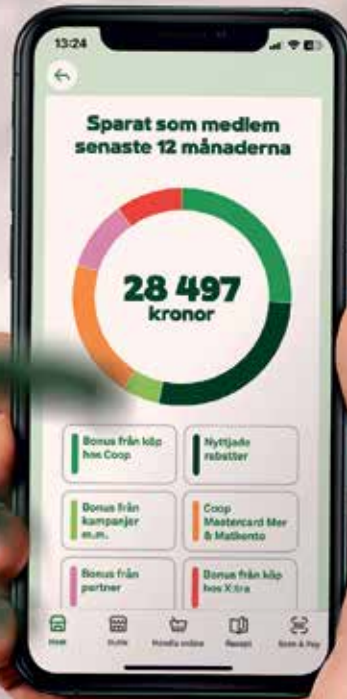 13:24
Sparat som medlem
senaste 12 månaderna
28 497
kronor
Bonus från köp
hos Coop
Nyttjade
rabatter
Bonus från
kampanjer
m.m.
Coop
Mastercard Mer
& Matkonto
Bonus från
partner
Bonus från köp
hos X:tra
Butik
Handla online
Recept
Scan & Pay